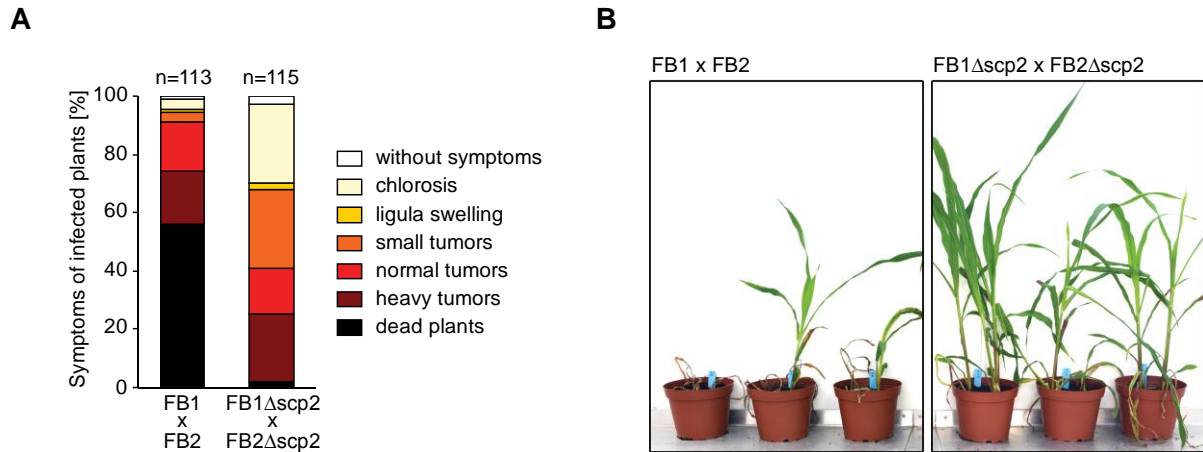 A
n=113 n=115
Symptoms of infected plants [%]
100
80
60
40
20
0
FB1
x
FB2
FB1Δscp2
x
FB2Δscp2
without symptoms
chlorosis
ligula swelling
small tumors
normal tumors
heavy tumors
dead plants
B
FB1 x FB2
FB1Δscp2 x FB2Δscp2